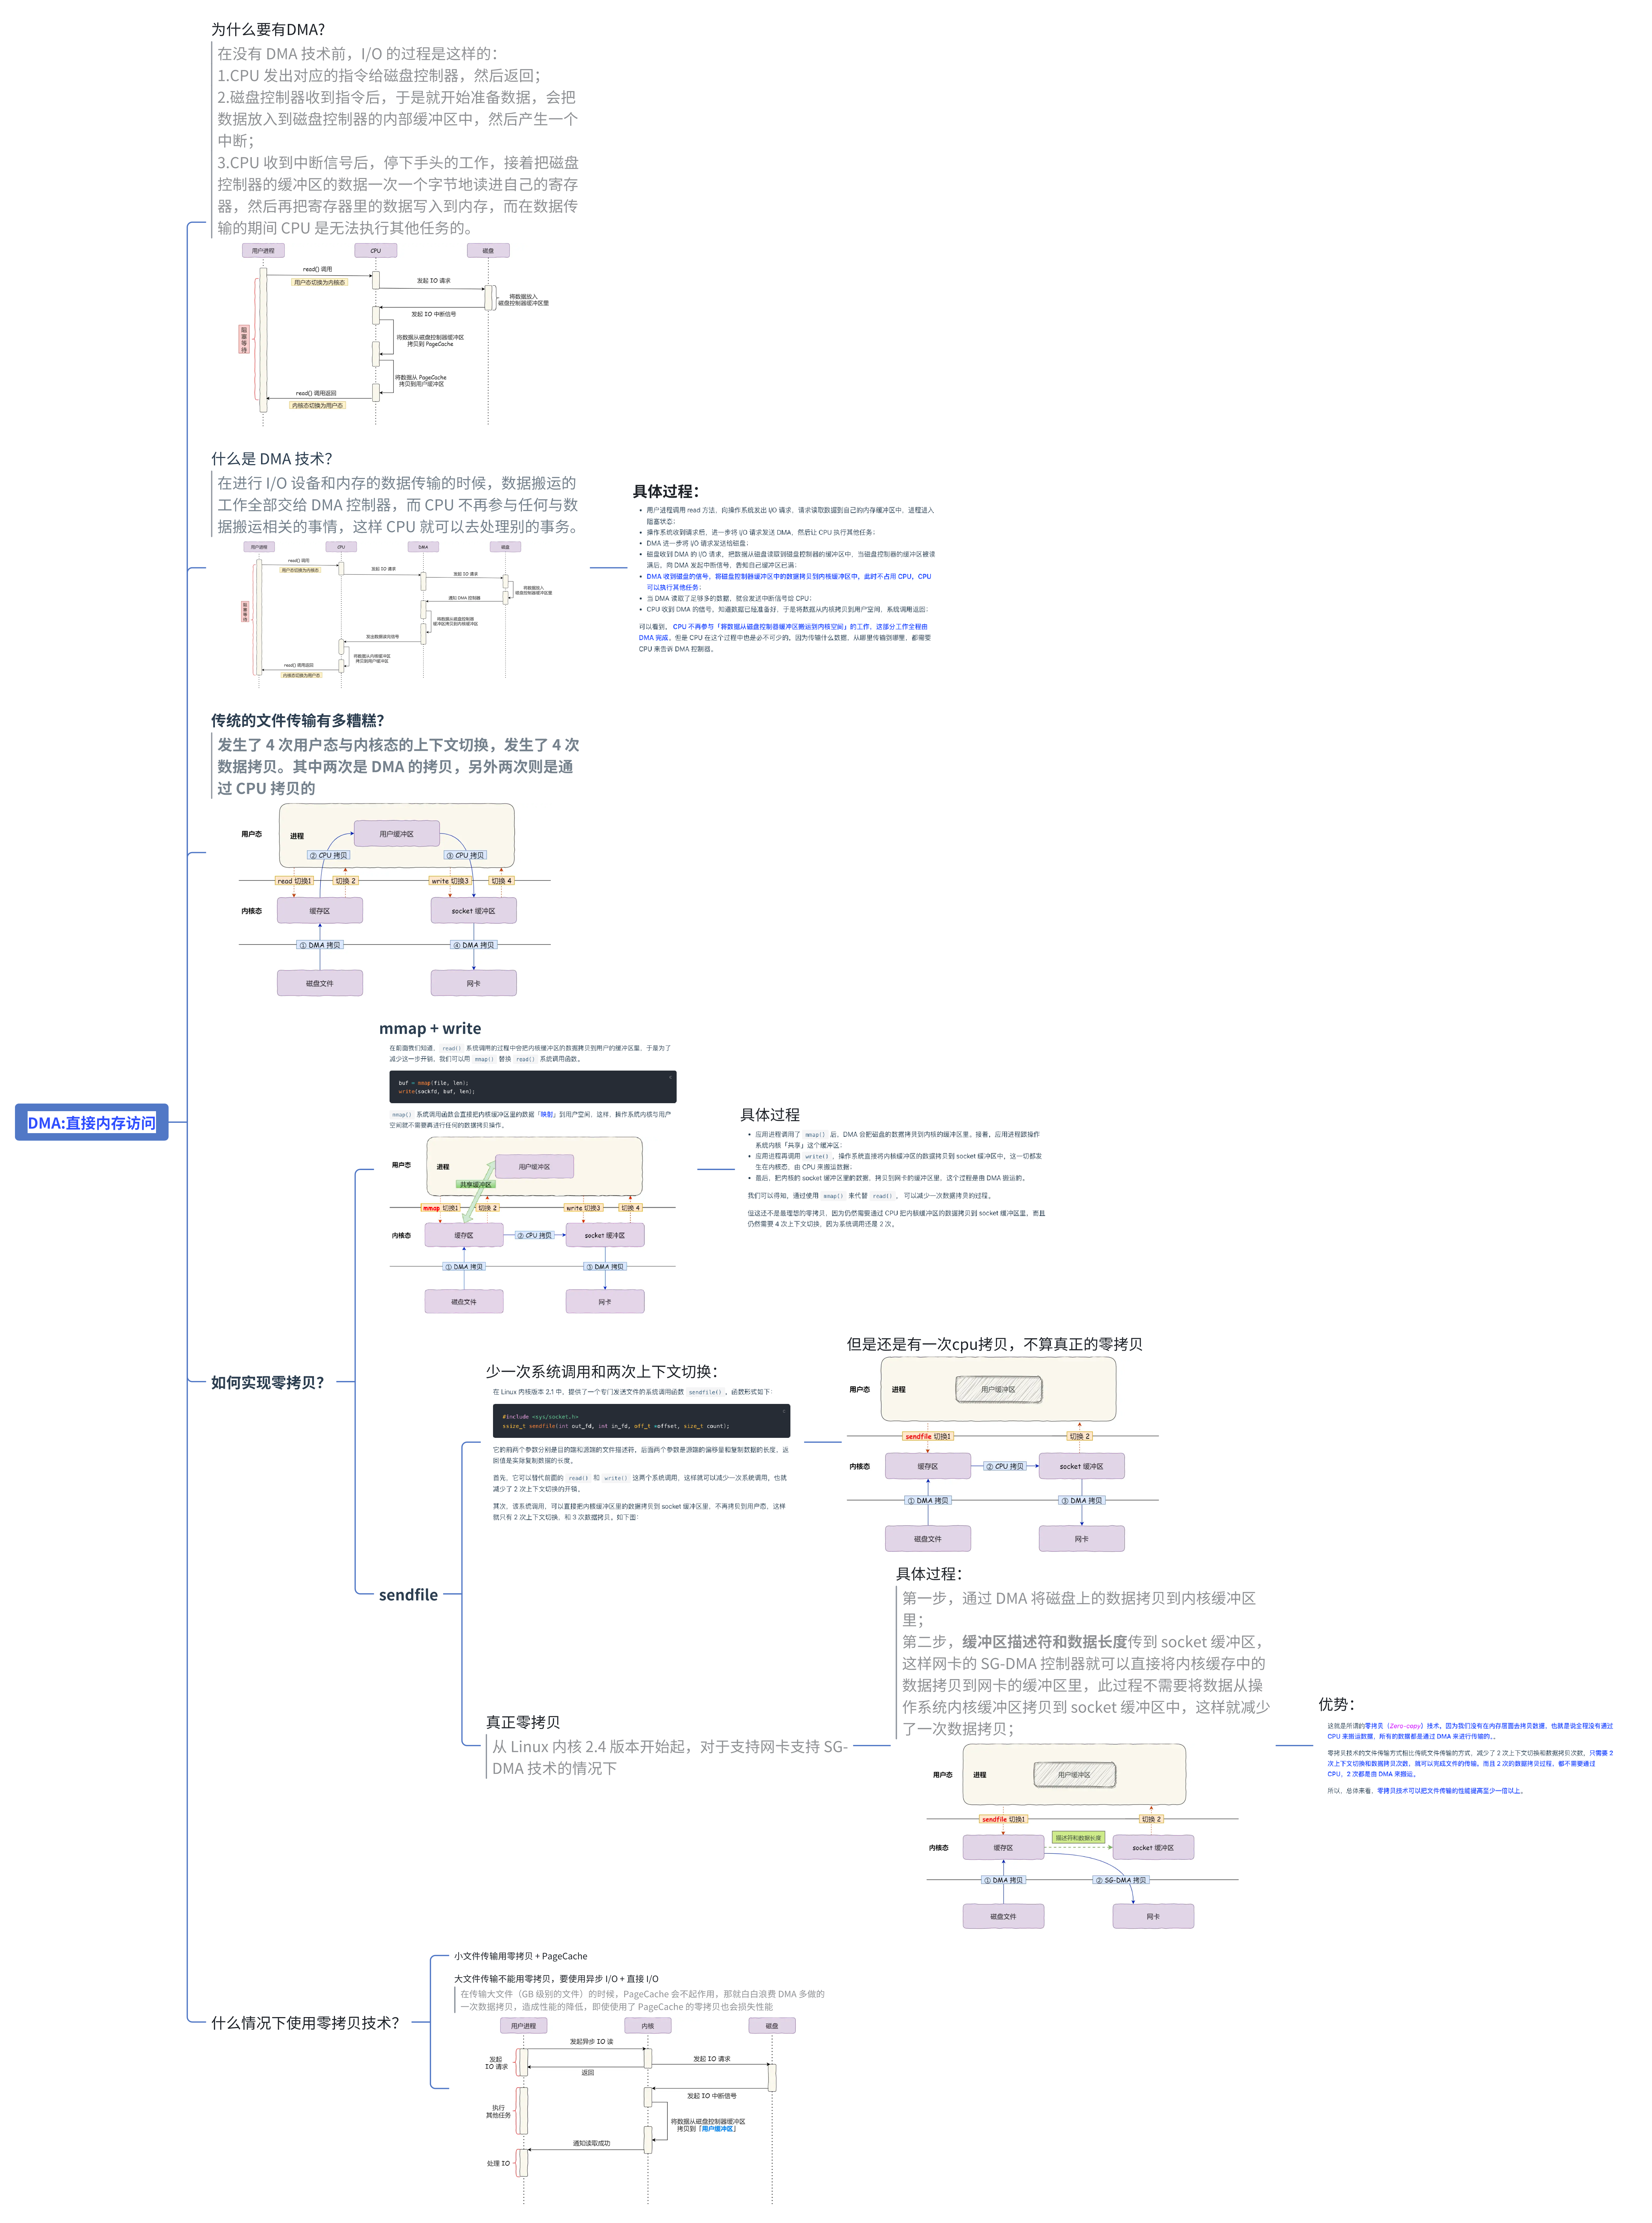 为什么要有DMA?
在没有 DMA 技术前，I/O 的过程是这样的：
1.CPU 发出对应的指令给磁盘控制器，然后返回；
2.磁盘控制器收到指令后，于是就开始准备数据，会把
数据放入到磁盘控制器的内部缓冲区中，然后产生一个
中断；
3.CPU 收到中断信号后，停下手头的工作，接着把磁盘
控制器的缓冲区的数据一次一个字节地读进自己的寄存
器，然后再把寄存器里的数据写入到内存，而在数据传
输的期间 CPU 是无法执行其他任务的。
用户进程
CPU
磁盘
read() 调用
用户态切换为内核态
发起 IO 请求
将数据放入
磁盘控制器缓冲区里
发起 IO 中断信号
阻塞等待
将数据从磁盘控制器缓冲区
拷贝到 PageCache
将数据从 PageCache
拷贝到用户缓冲区
read() 调用返回
内核态切换为用户态
什么是 DMA 技术？
在进行 I/O 设备和内存的数据传输的时候，数据搬运的
工作全部交给 DMA 控制器，而 CPU 不再参与任何与数
据搬运相关的事情，这样 CPU 就可以去处理别的事务。
用户进程
CPU
DMA
磁盘
read() 调用
用户态切换为内核态
发起 IO 请求
发起 IO 请求
将数据放入
磁盘控制器缓冲区里
通知 DMA 控制器
阻塞等待
将数据从磁盘控制器
缓冲区拷贝到内核缓冲区
发出数据读完信号
将数据从内核缓冲区
拷贝到用户缓冲区
read() 调用返回
内核态切换为用户态
具体过程：
用户进程调用 read 方法，向操作系统发出 I/O 请求，请求读取数据到自己的内存缓冲区中，进程进入
阻塞状态；
操作系统收到请求后，进一步将 I/O 请求发送 DMA，然后让 CPU 执行其他任务；
DMA 进一步将 I/O 请求发送给磁盘；
磁盘收到 DMA 的 I/O 请求，把数据从磁盘读取到磁盘控制器的缓冲区中，当磁盘控制器的缓冲区被读
满后，向 DMA 发起中断信号，告知自己缓冲区已满；
DMA 收到磁盘的信号，将磁盘控制器缓冲区中的数据拷贝到内核缓冲区中，此时不占用 CPU，CPU
可以执行其他任务；
当 DMA 读取了足够多的数据，就会发送中断信号给 CPU；
CPU 收到 DMA 的信号，知道数据已经准备好，于是将数据从内核拷贝到用户空间，系统调用返回；
可以看到， CPU 不再参与「将数据从磁盘控制器缓冲区搬运到内核空间」的工作，这部分工作全程由
DMA 完成。但是 CPU 在这个过程中也是必不可少的，因为传输什么数据，从哪里传输到哪里，都需要
CPU 来告诉 DMA 控制器。
传统的文件传输有多糟糕?
发生了 4 次用户态与内核态的上下文切换，发生了 4 次
数据拷贝。其中两次是 DMA 的拷贝，另外两次则是通
过 CPU 拷贝的
用户态
进程
用户缓冲区
② CPU 拷贝
③ CPU 拷贝
read 切换1
切换 2
write 切换3
切换 4
内核态
缓存区
socket 缓冲区
① DMA 拷贝
④ DMA 拷贝
磁盘文件
网卡
DMA:直接内存访问
如何实现零拷贝?
mmap + write
在前面我们知道， read() 系统调用的过程中会把内核缓冲区的数据拷贝到用户的缓冲区里，于是为了
减少这一步开销，我们可以用 mmap() 替换 read() 系统调用函数。
buf = mmap(file, len);
write(sockfd, buf, len);
mmap() 系统调用函数会直接把内核缓冲区里的数据「映射」到用户空间，这样，操作系统内核与用户
空间就不需要再进行任何的数据拷贝操作。
用户态
进程
用户缓冲区
共享缓冲区
mmap 切换1
切换 2
write 切换3
切换 4
内核态
缓存区
② CPU 拷贝
socket 缓冲区
① DMA 拷贝
③ DMA 拷贝
磁盘文件
网卡
具体过程
应用进程调用了 mmap() 后，DMA 会把磁盘的数据拷贝到内核的缓冲区里。接着，应用进程跟操作
系统内核「共享」这个缓冲区；
应用进程再调用 write() ，操作系统直接将内核缓冲区的数据拷贝到 socket 缓冲区中，这一切都发
生在内核态，由 CPU 来搬运数据；
最后，把内核的 socket 缓冲区里的数据，拷贝到网卡的缓冲区里，这个过程是由 DMA 搬运的。
我们可以得知，通过使用 mmap() 来代替 read() ， 可以减少一次数据拷贝的过程。
但这还不是最理想的零拷贝，因为仍然需要通过 CPU 把内核缓冲区的数据拷贝到 socket 缓冲区里，而且
仍然需要 4 次上下文切换，因为系统调用还是 2 次。
sendfile
少一次系统调用和两次上下文切换：
在 Linux 内核版本 2.1 中，提供了一个专门发送文件的系统调用函数 sendfile() ，函数形式如下：
#include <sys/socket.h>
ssize_t sendfile(int out_fd, int in_fd, off_t *offset, size_t count);
它的前两个参数分别是目的端和源端的文件描述符，后面两个参数是源端的偏移量和复制数据的长度，返
回值是实际复制数据的长度。
首先，它可以替代前面的 read() 和 write() 这两个系统调用，这样就可以减少一次系统调用，也就
减少了 2 次上下文切换的开销。
其次，该系统调用，可以直接把内核缓冲区里的数据拷贝到 socket 缓冲区里，不再拷贝到用户态，这样
就只有 2 次上下文切换，和 3 次数据拷贝。如下图：
但是还是有一次cpu拷贝，不算真正的零拷贝
用户态
进程
用户缓冲区
sendfile 切换1
切换 2
内核态
缓存区
② CPU 拷贝
socket 缓冲区
① DMA 拷贝
③ DMA 拷贝
磁盘文件
网卡
真正零拷贝
从 Linux 内核 2.4 版本开始起，对于支持网卡支持 SG-
DMA 技术的情况下
具体过程：
第一步，通过 DMA 将磁盘上的数据拷贝到内核缓冲区
里；
第二步，缓冲区描述符和数据长度传到 socket 缓冲区，
这样网卡的 SG-DMA 控制器就可以直接将内核缓存中的
数据拷贝到网卡的缓冲区里，此过程不需要将数据从操
作系统内核缓冲区拷贝到 socket 缓冲区中，这样就减少
了一次数据拷贝；
用户态
进程
用户缓冲区
sendfile 切换1
切换 2
内核态
缓存区
描述符和数据长度
socket 缓冲区
① DMA 拷贝
② SG-DMA 拷贝
磁盘文件
网卡
优势：
这就是所谓的零拷贝（Zero-copy）技术，因为我们没有在内存层面去拷贝数据，也就是说全程没有通过
CPU 来搬运数据，所有的数据都是通过 DMA 来进行传输的。。
零拷贝技术的文件传输方式相比传统文件传输的方式，减少了 2 次上下文切换和数据拷贝次数，只需要 2
次上下文切换和数据拷贝次数，就可以完成文件的传输，而且 2 次的数据拷贝过程，都不需要通过
CPU，2 次都是由 DMA 来搬运。
所以，总体来看，零拷贝技术可以把文件传输的性能提高至少一倍以上。
什么情况下使用零拷贝技术？
小文件传输用零拷贝 + PageCache
大文件传输不能用零拷贝，要使用异步 I/O + 直接 I/O
在传输大文件（GB 级别的文件）的时候，PageCache 会不起作用，那就白白浪费 DMA 多做的
一次数据拷贝，造成性能的降低，即使使用了 PageCache 的零拷贝也会损失性能
用户进程
内核
磁盘
发起异步 IO 读
发起
IO 请求
发起 IO 请求
返回
发起 IO 中断信号
执行
其他任务
将数据从磁盘控制器缓冲区
拷贝到「用户缓冲区」
通知读取成功
处理 IO